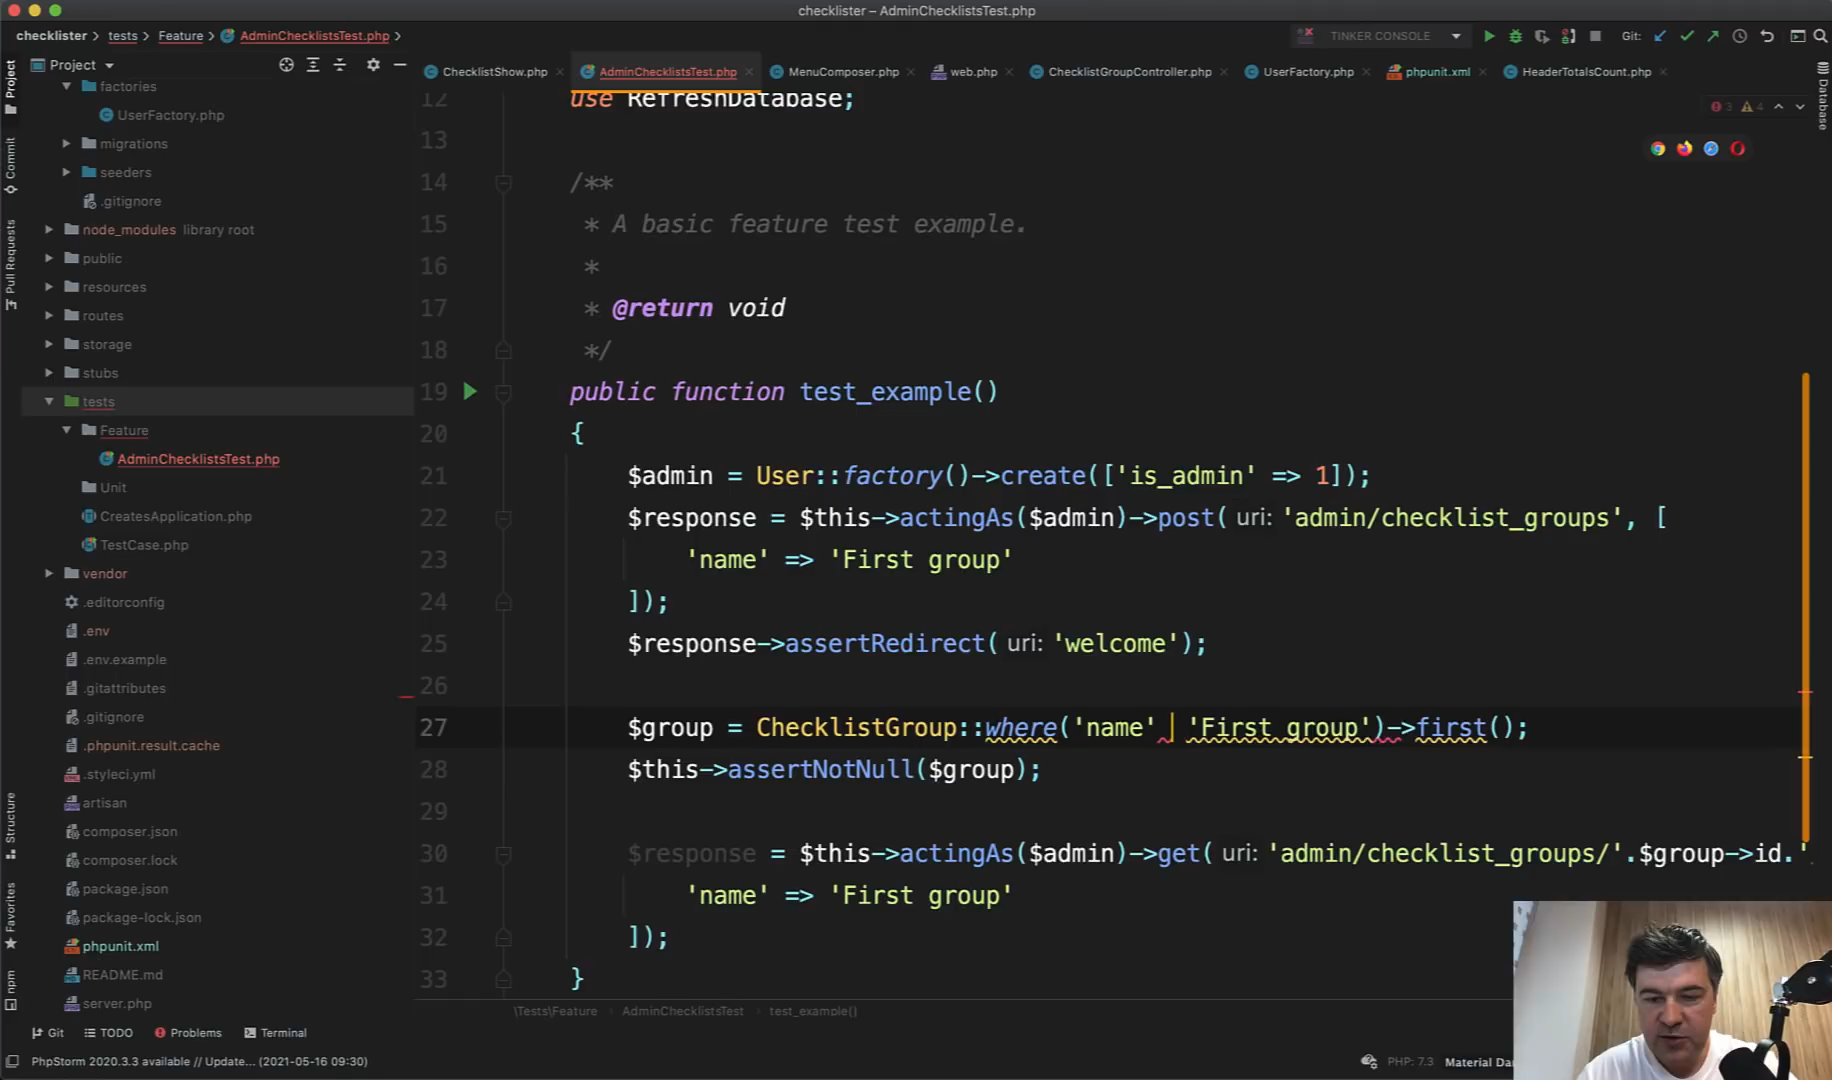 checklister – AdminChecklistsTest.php
checklister tests Feature AdminChecklistsTest.php
TINKER CONSOLE Git:
Project
ChecklistShow.php AdminChecklistsTest.php MenuComposer.php web.php ChecklistGroupController.php UserFactory.php phpunit.xml HeaderTotalsCount.php
Project
Commit
Pull Requests
Structure
Favorites
npm
Database
3 4
factories
UserFactory.php
migrations
seeders
.gitignore
node_modules library root
public
resources
routes
storage
stubs
tests
Feature
AdminChecklistsTest.php
Unit
CreatesApplication.php
TestCase.php
vendor
.editorconfig
.env
.env.example
.gitattributes
.gitignore
.phpunit.result.cache
.styleci.yml
artisan
composer.json
composer.lock
package.json
package-lock.json
phpunit.xml
README.md
server.php
12 use RefreshDatabase;
13
14 /**
15 * A basic feature test example.
16 *
17 * @return void
18 */
19 public function test_example()
20 {
21 $admin = User::factory()->create(['is_admin' => 1]);
22 $response = $this->actingAs($admin)->post( uri: 'admin/checklist_groups', [
23 'name' => 'First group'
24 ]);
25 $response->assertRedirect( uri: 'welcome');
26
27 $group = ChecklistGroup::where('name' 'First group')->first();
28 $this->assertNotNull($group);
29
30 $response = $this->actingAs($admin)->get( uri: 'admin/checklist_groups/'.$group->id.'
31 'name' => 'First group'
32 ]);
33 }
\Tests\Feature AdminChecklistsTest test_example()
Git TODO Problems Terminal
PhpStorm 2020.3.3 available // Update... (2021-05-16 09:30)
PHP: 7.3 Material Da